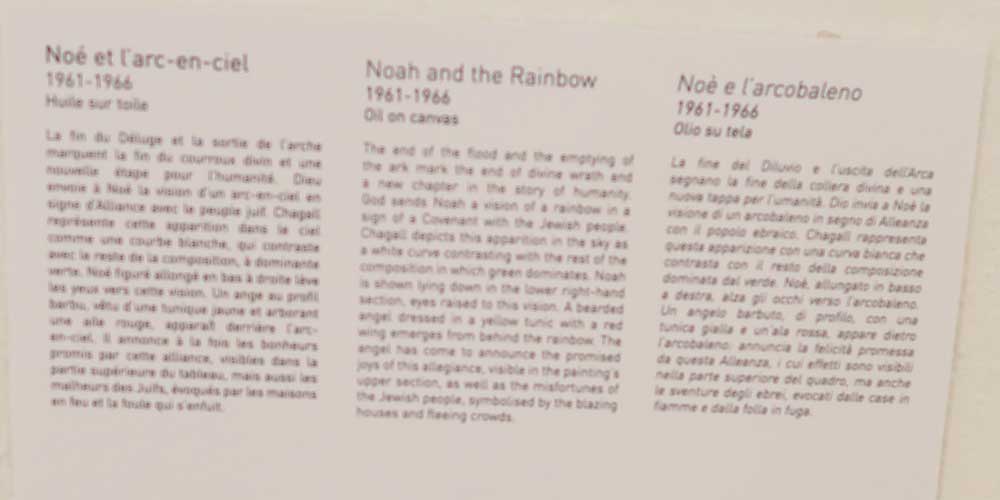 Noé et l'arc-en-ciel
1961-1966
Huile sur toile
La fin du Déluge et la sortie de l'arche
marquent la fin du courroux divin et une
nouvelle étape pour l'humanité. Dieu
envoie à Noé la vision d'un arc-en-ciel en
signe d'Alliance avec le peuple juif. Chagall
représente cette apparition dans le ciel
comme une courbe blanche, qui contraste
avec le reste de la composition, à dominante
verte. Noé figuré allongé en bas à droite lève
les yeux vers cette vision. Un ange au profil
barbu, vêtu d'une tunique jaune et arborant
une aile rouge, apparaît derrière l'arc-
en-ciel. Il annonce à la fois les bonheurs
promis par cette alliance, visibles dans la
partie supérieure du tableau, mais aussi les
malheurs des Juifs, évoqués par les maisons
en feu et la foule qui s'enfuit.
Noah and the Rainbow
1961-1966
Oil on canvas
The end of the flood and the emptying of
the ark mark the end of divine wrath and
a new chapter in the story of humanity.
God sends Noah a vision of a rainbow in a
sign of a Covenant with the Jewish people.
Chagall depicts this apparition in the sky as
a white curve contrasting with the rest of the
composition in which green dominates. Noah
is shown lying down in the lower right-hand
section, eyes raised to this vision. A bearded
angel dressed in a yellow tunic with a red
wing emerges from behind the rainbow. The
angel has come to announce the promised
joys of this allegiance, visible in the painting's
upper section, as well as the misfortunes of
the Jewish people, symbolised by the blazing
houses and fleeing crowds.
Noè e l'arcobaleno
1961-1966
Olio su tela
La fine del Diluvio e l'uscita dell'Arca
segnano la fine della collera divina e una
nuova tappa per l'umanità. Dio invia a Noè la
visione di un arcobaleno in segno di Alleanza
con il popolo ebraico. Chagall rappresenta
questa apparizione con una curva bianca che
contrasta con il resto della composizione
dominata dal verde. Noè, allungato in basso
a destra, alza gli occhi verso l'arcobaleno.
Un angelo barbuto, di profilo, con una
tunica gialla e un'ala rossa, appare dietro
l'arcobaleno: annuncia la felicità promessa
da questa Alleanza, i cui effetti sono visibili
nella parte superiore del quadro, ma anche
le sventure degli ebrei, evocati dalle case in
fiamme e dalla folla in fuga.